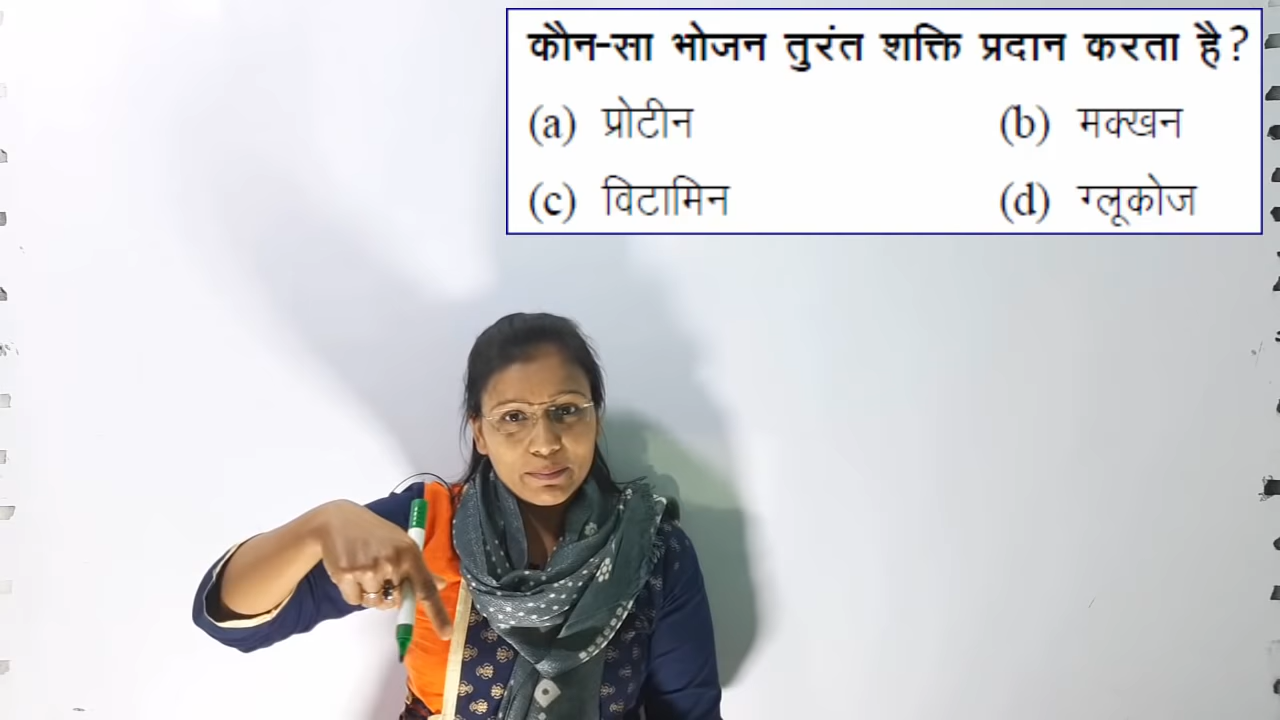 कौन-सा भोजन तुरंत शक्ति प्रदान करता है?
(a) प्रोटीन (b) मक्खन
(c) विटामिन (d) ग्लूकोज